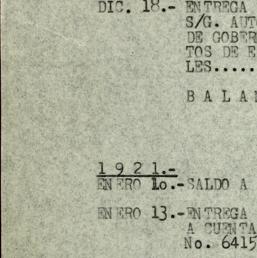 DIC. 18.- ENTREGA
S/G. AUT
DE GOBER
TOS DE E
LES.....
B A L A N
1 9 2 1.-
ENERO 1o.-SALDO A
ENERO 13.-ENTREGA
A CUENTA
No. 6415